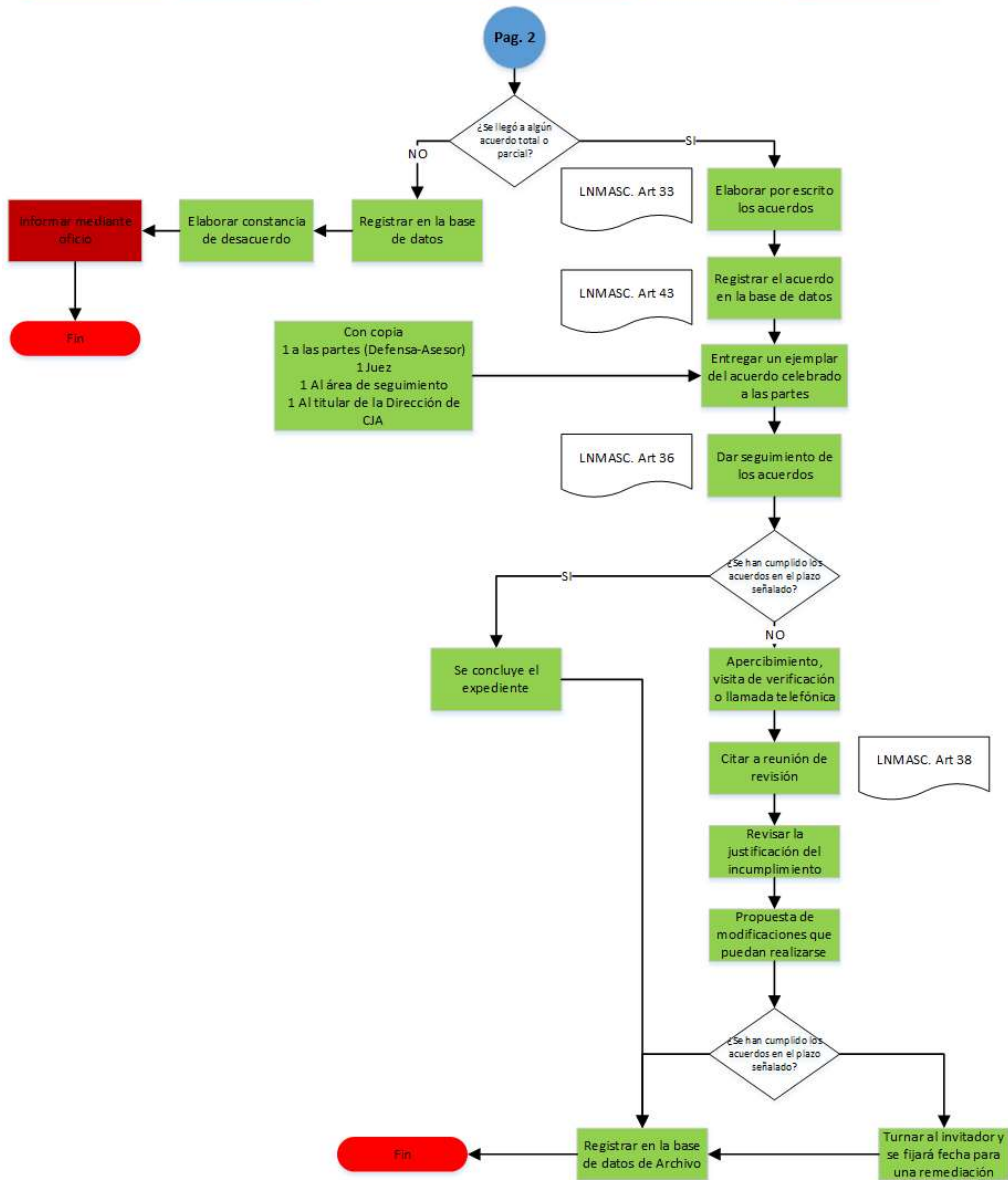 Pag. 2
¿Se llegó a algún
acuerdo total o
parcial?
NO
SI
Informar mediante
oficio
Elaborar constancia
de desacuerdo
Registrar en la base
de datos
LNMASC. Art 33
Elaborar por escrito
los acuerdos
Fin
LNMASC. Art 43
Registrar el acuerdo
en la base de datos
Con copia
1 a las partes (Defensa-Asesor)
1 Juez
1 Al área de seguimiento
1 Al titular de la Dirección de
CJA
Entregar un ejemplar
del acuerdo celebrado
a las partes
LNMASC. Art 36
Dar seguimiento de
los acuerdos
¿Se han cumplido los
acuerdos en el plazo
señalado?
SI
NO
Se concluye el
expediente
Apercibimiento,
visita de verificación
o llamada telefónica
Citar a reunión de
revisión
LNMASC. Art 38
Revisar la
justificación del
incumplimiento
Propuesta de
modificaciones que
puedan realizarse
¿Se han cumplido los
acuerdos en el plazo
señalado?
Fin
Registrar en la base
de datos de Archivo
Turnar al invitador y
se fijará fecha para
una remediación